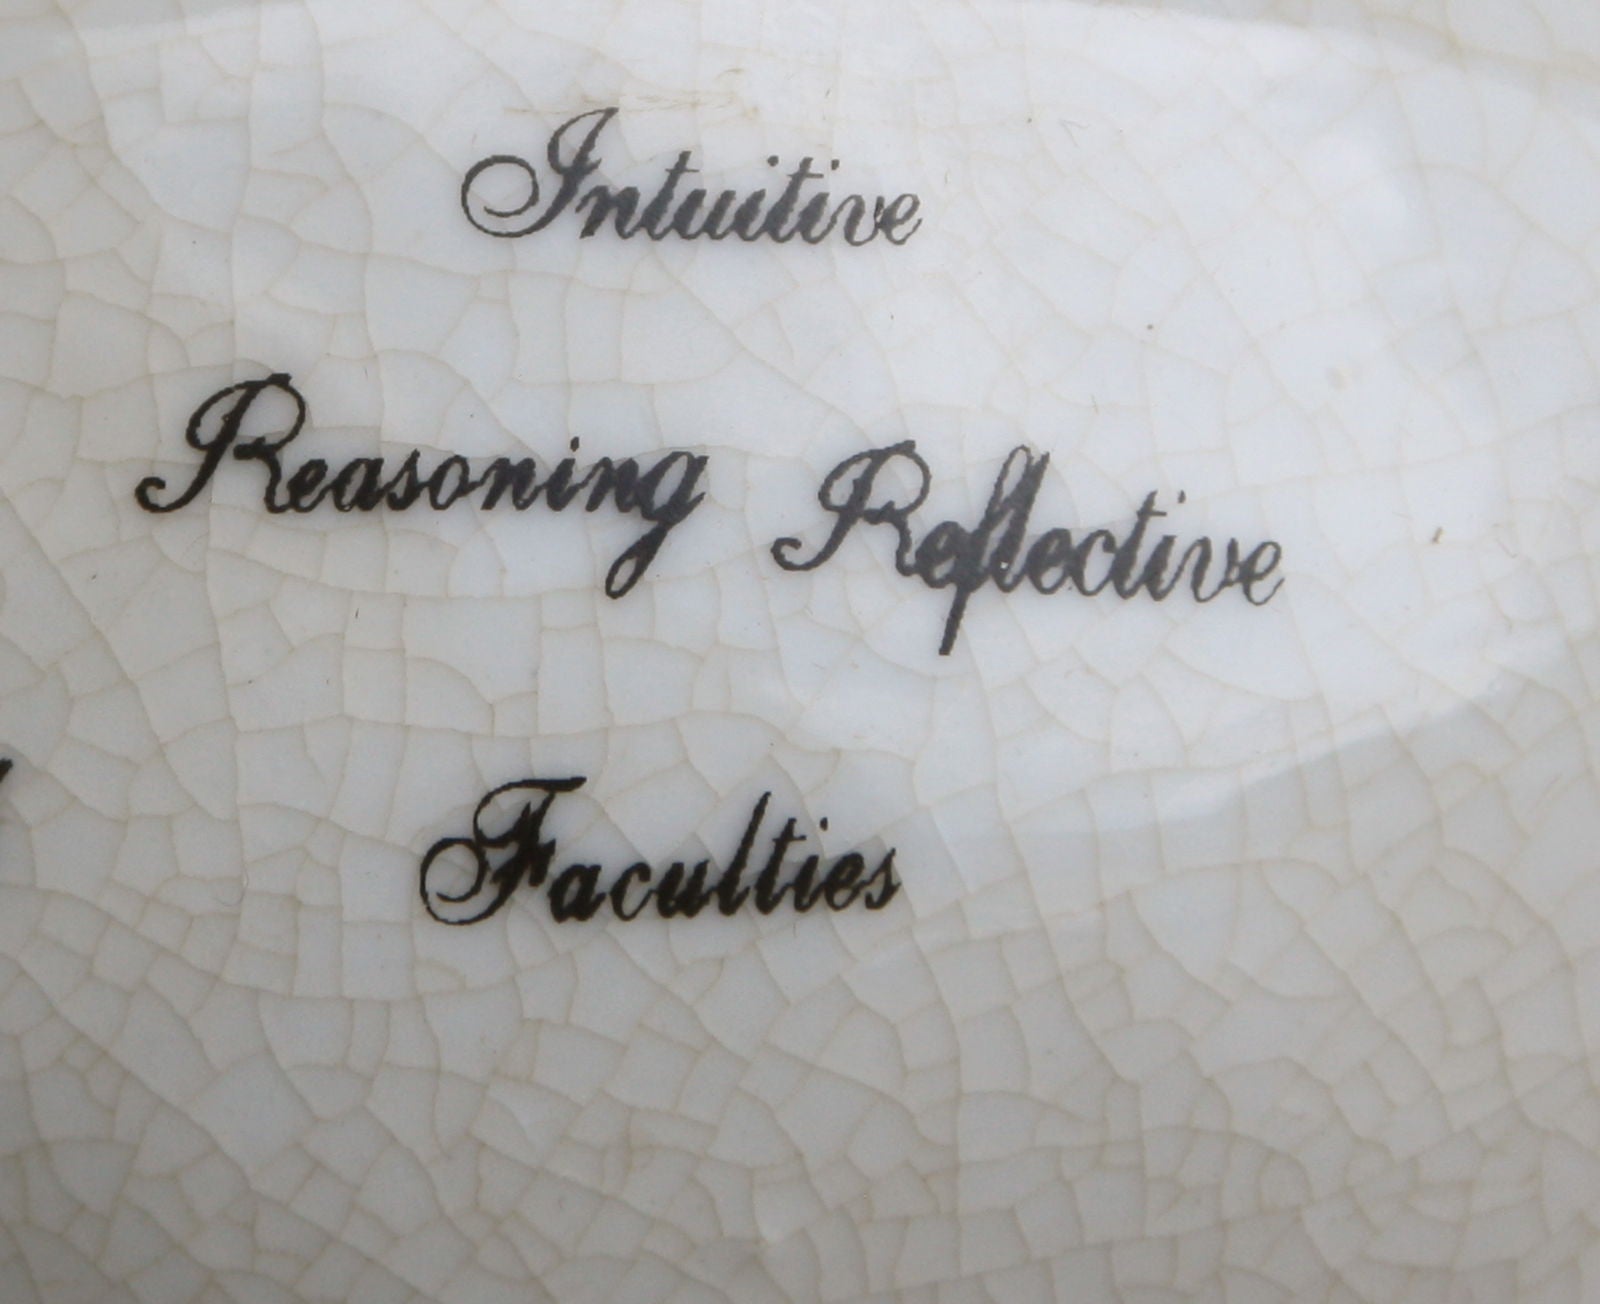 Intuitive
Reasoning Reflective
Faculties